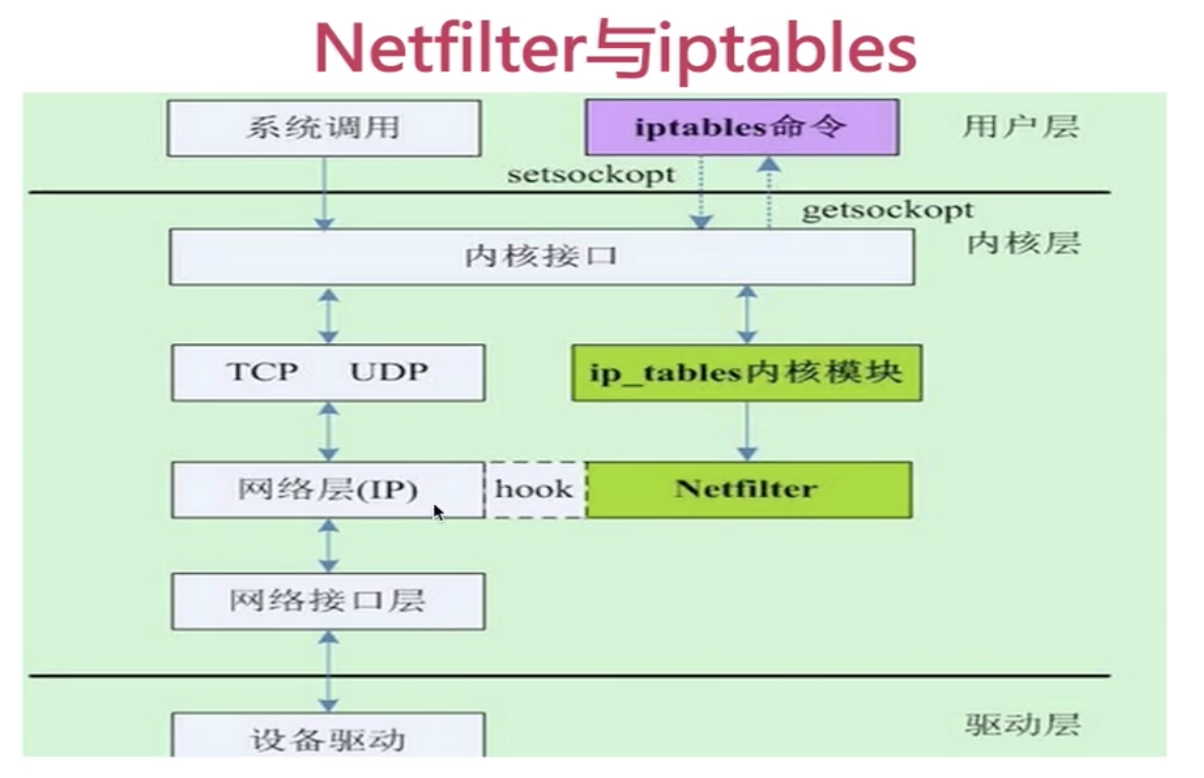 Netfilter与iptables
系统调用
iptables命令
用户层
setsockopt
getsockopt
内核层
内核接口
TCP UDP
ip_tables内核模块
网络层(IP)
hook
Netfilter
网络接口层
驱动层
设备驱动